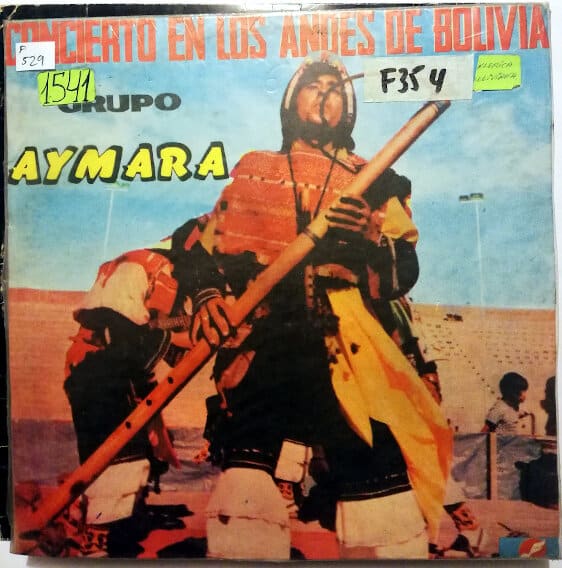 CONCIERTO EN LOS ANDES DE BOLIVIA
F
529
1541
F35 4
GRUPO
AYMARA